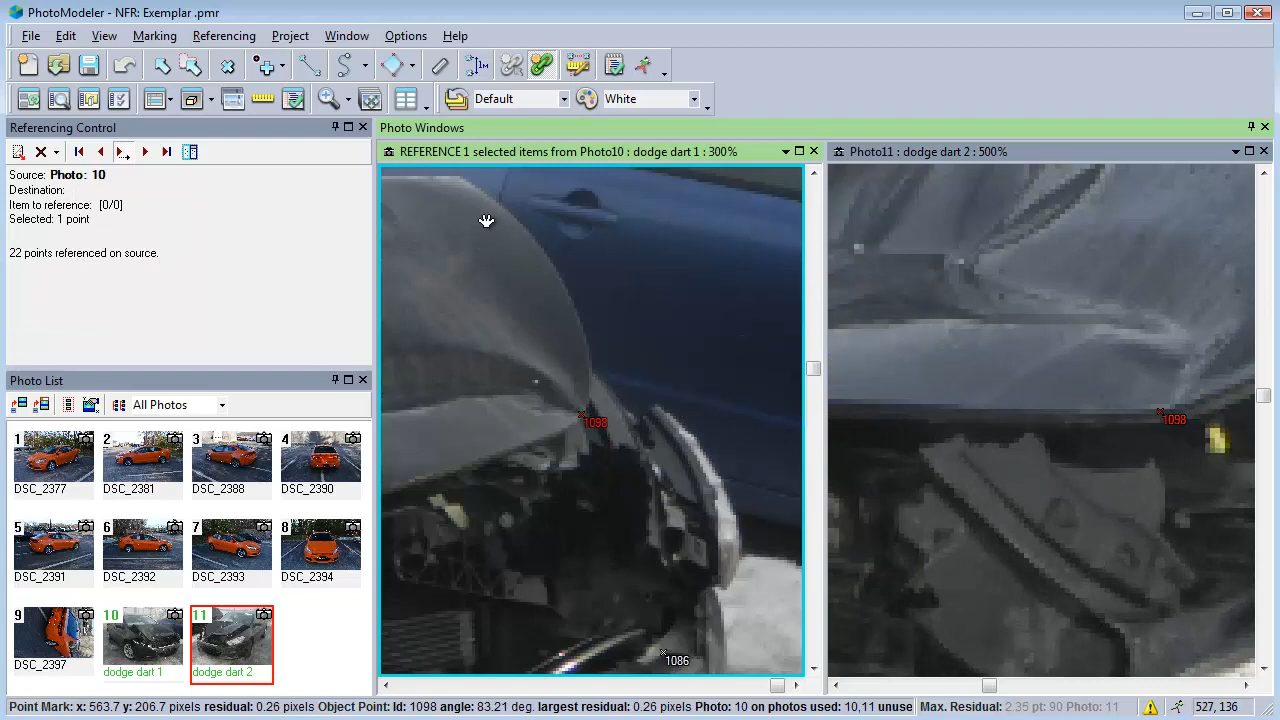 PhotoModeler - NFR: Exemplar .pmr
File Edit View Marking Referencing Project Window Options Help
Default White
Referencing Control
Source: Photo: 10
Destination:
Item to reference: [0/0]
Selected: 1 point
22 points referenced on source.
Photo List
All Photos
1 2 3 4
DSC_2377 DSC_2381 DSC_2388 DSC_2390
5 6 7 8
DSC_2391 DSC_2392 DSC_2393 DSC_2394
9 10 11
DSC_2397 dodge dart 1 dodge dart 2
Photo Windows
REFERENCE 1 selected items from Photo10 : dodge dart 1 : 300%
1098
1086
Photo11 : dodge dart 2 : 500%
1098
Point Mark: x: 563.7 y: 206.7 pixels residual: 0.26 pixels Object Point: Id: 1098 angle: 83.21 deg. largest residual: 0.26 pixels Photo: 10 on photos used: 10,11 unuse Max. Residual: 2.35 pt: 90 Photo: 11 527,136